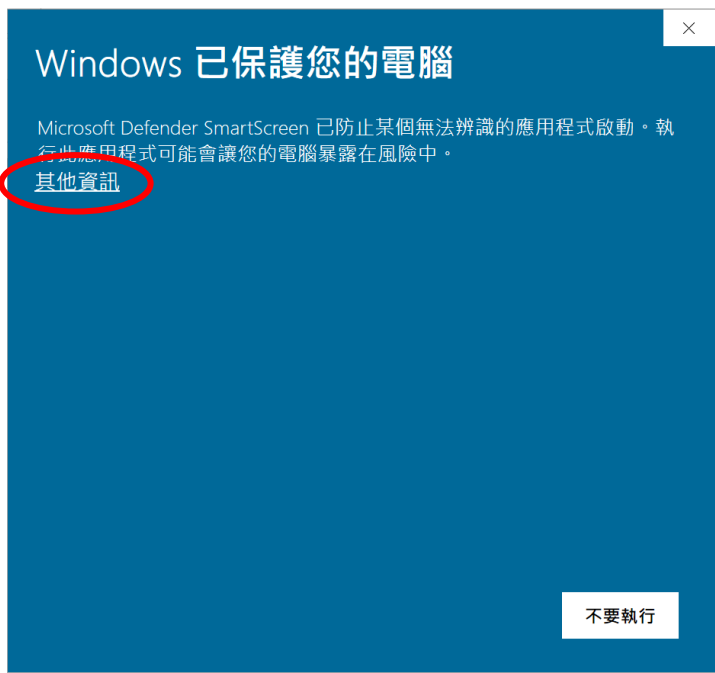 Windows 已保護您的電腦
Microsoft Defender SmartScreen 已防止某個無法辨識的應用程式啟動。執
行此應用程式可能會讓您的電腦暴露在風險中。
其他資訊
不要執行